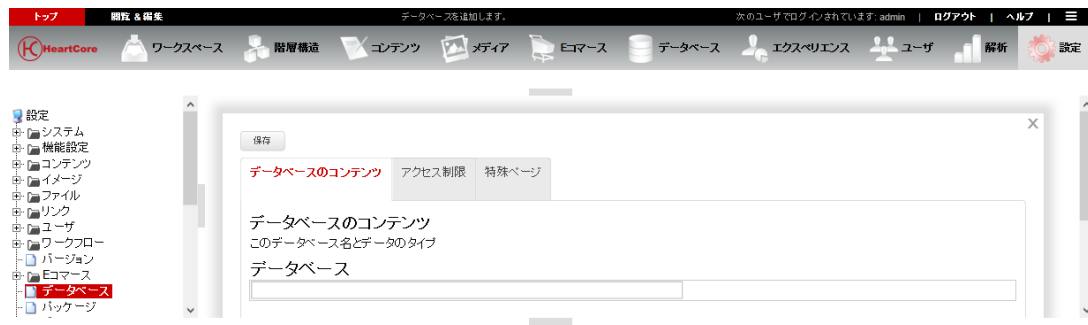 トップ 閲覧 & 編集 データベースを追加します。 次のユーザでログインされています: admin | ログアウト | ヘルプ |
HeartCore ワークスペース 階層構造 コンテンツ メディア Eコマース データベース エクスペリエンス ユーザ 解析 設定
設定
システム
機能設定
コンテンツ
イメージ
ファイル
リンク
ユーザ
ワークフロー
バージョン
Eコマース
データベース
パッケージ
保存
データベースのコンテンツ アクセス制限 特殊ページ
データベースのコンテンツ
このデータベース名とデータのタイプ
データベース